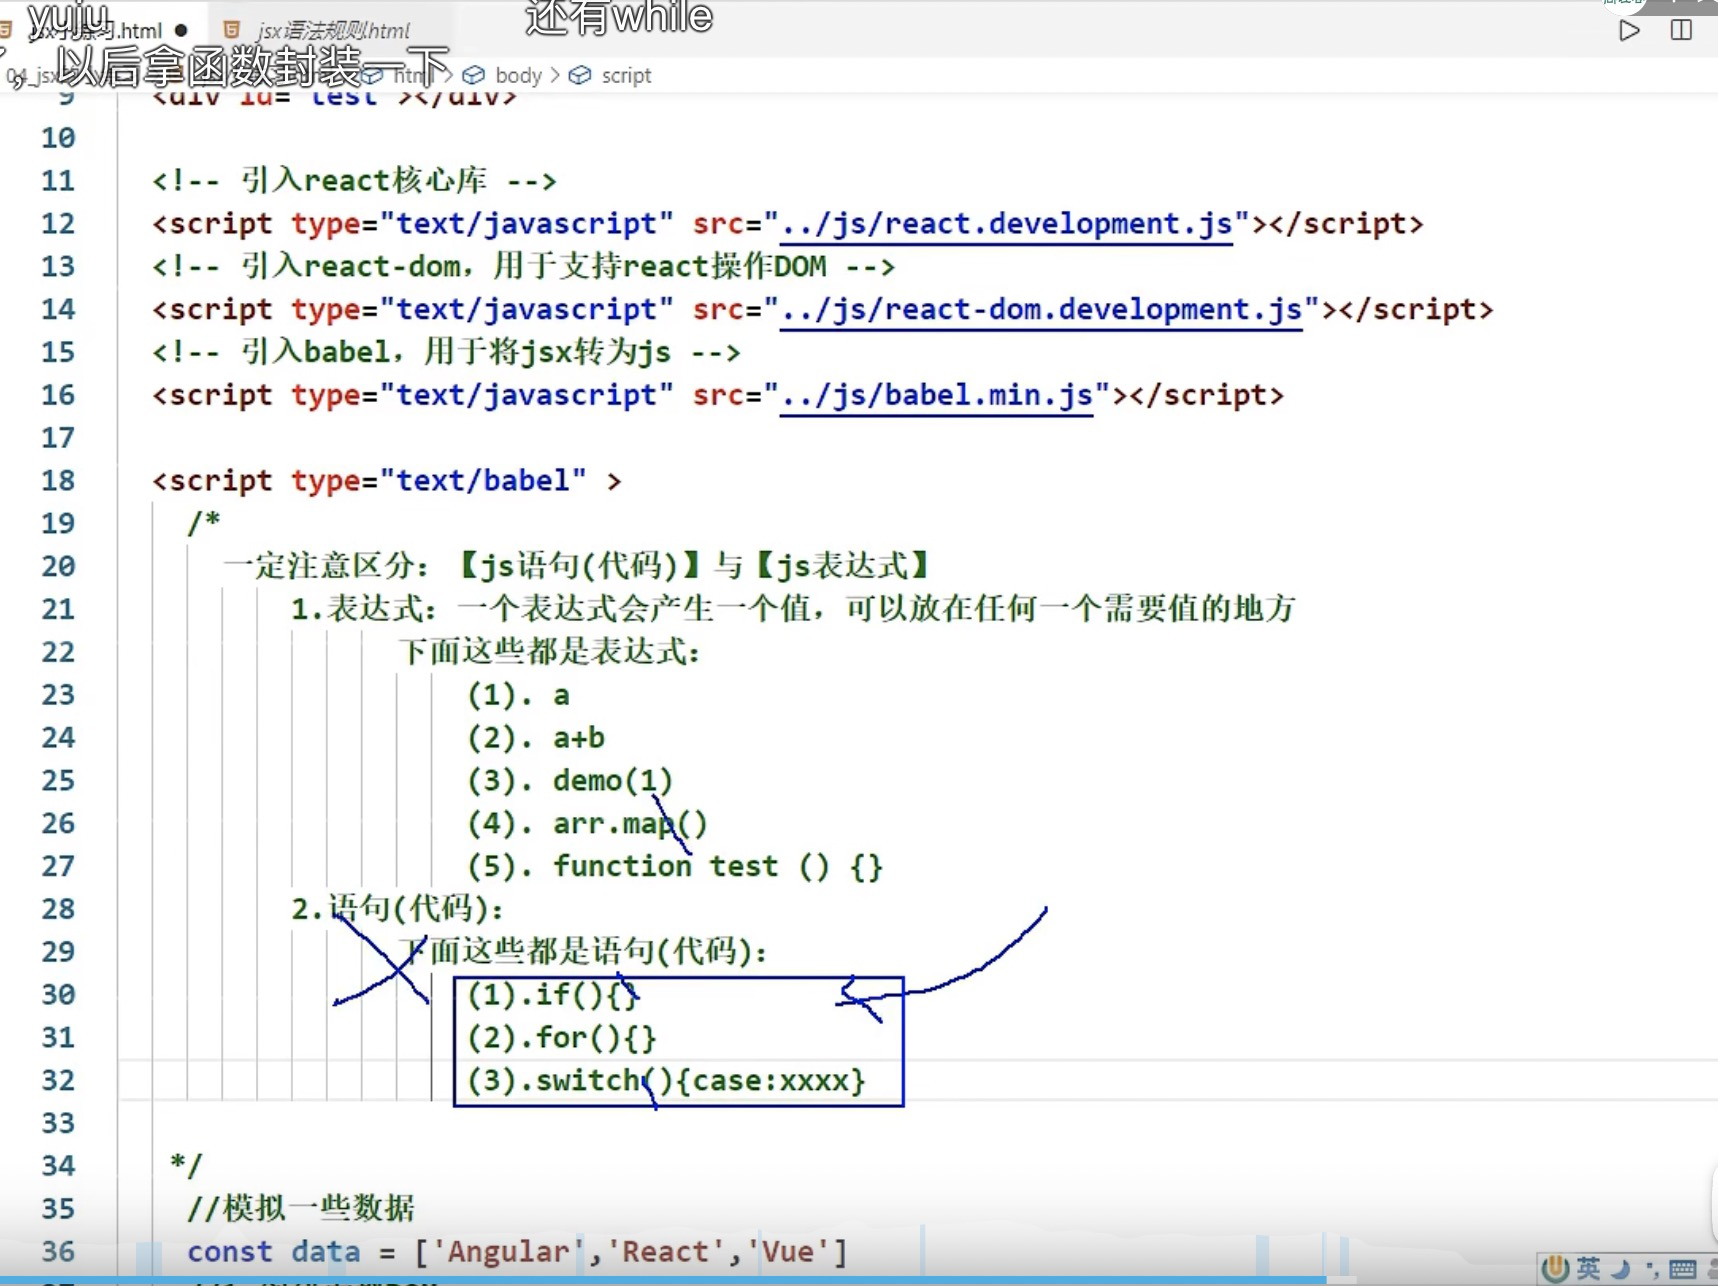 yuju
还有while
.html
jsx语法规则.html
,以后拿函数封装一下
04_jsx
html > body > script
9 <div id="test"></div>
10
11 <!-- 引入react核心库 -->
12 <script type="text/javascript" src="../js/react.development.js"></script>
13 <!-- 引入react-dom，用于支持react操作DOM -->
14 <script type="text/javascript" src="../js/react-dom.development.js"></script>
15 <!-- 引入babel，用于将jsx转为js -->
16 <script type="text/javascript" src="../js/babel.min.js"></script>
17
18 <script type="text/babel" >
19 /*
20 一定注意区分：【js语句(代码)】与【js表达式】
21 1.表达式：一个表达式会产生一个值，可以放在任何一个需要值的地方
22 下面这些都是表达式：
23 (1). a
24 (2). a+b
25 (3). demo(1)
26 (4). arr.map()
27 (5). function test () {}
28 2.语句(代码)：
29 下面这些都是语句(代码)：
30 (1).if(){}
31 (2).for(){}
32 (3).switch(){case:xxxx}
33
34 */
35 //模拟一些数据
36 const data = ['Angular','React','Vue']
英